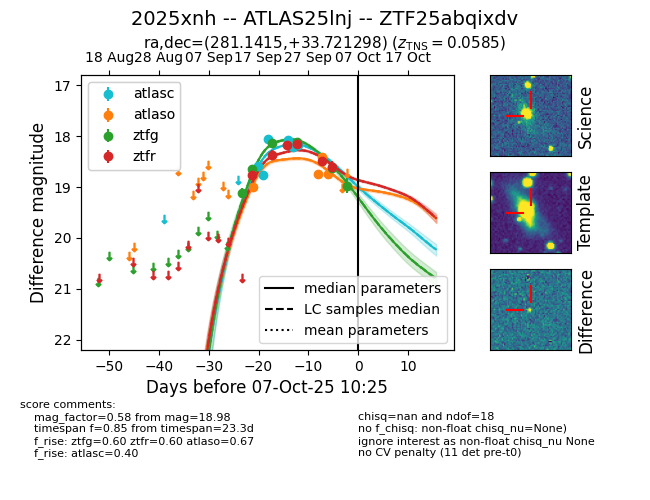 2025xnh -- ATLAS25lnj -- ZTF25abqixdv
ra,dec=(281.1415,+33.721298) (z_TNS = 0.0585)
18 Aug 28 Aug 07 Sep 17 Sep 27 Sep 07 Oct 17 Oct
17
18
19
20
21
22
Difference magnitude
atlasc
atlaso
ztfg
ztfr
median parameters
LC samples median
mean parameters
−50 −40 −30 −20 −10 0 10
Days before 07-Oct-25 10:25
Science
Template
Difference
score comments:
mag_factor=0.58 from mag=18.98
timespan f=0.85 from timespan=23.3d
f_rise: ztfg=0.60 ztfr=0.60 atlaso=0.67
f_rise: atlasc=0.40
chisq=nan and ndof=18
no f_chisq: non-float chisq_nu=None)
ignore interest as non-float chisq_nu None
no CV penalty (11 det pre-t0)